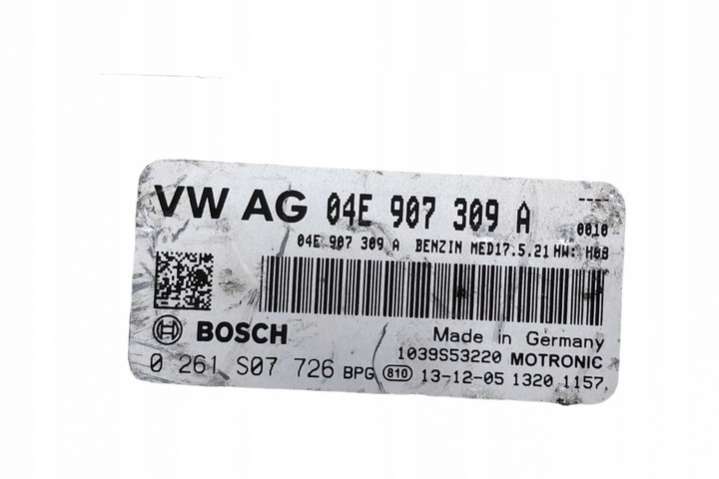 VW AG 04E 907 309 A
----
0010
04E 907 309 A BENZIN MED17.5.21 HW: H03
BOSCH
Made in Germany
1039S53220 MOTRONIC
0 261 S07 726 BPG 810 13-12-05 1320 1157